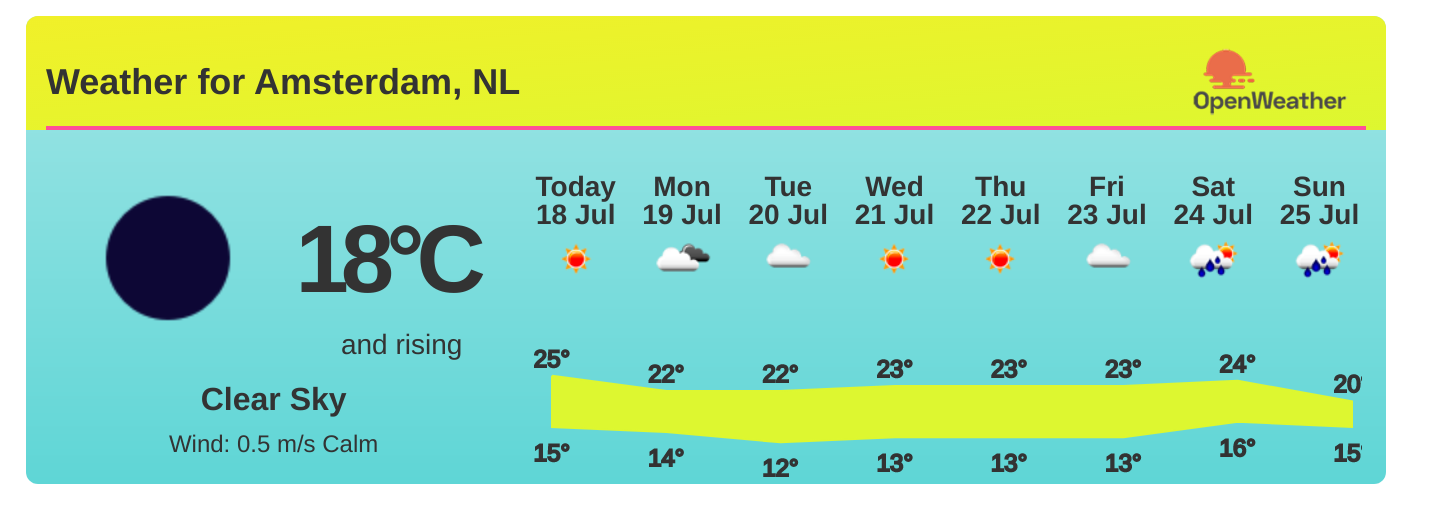 Weather for Amsterdam, NL
OpenWeather
Today Mon Tue Wed Thu Fri Sat Sun
18 Jul 19 Jul 20 Jul 21 Jul 22 Jul 23 Jul 24 Jul 25 Jul
18°C
and rising
Clear Sky
Wind: 0.5 m/s Calm
25° 22° 22° 23° 23° 23° 24° 20°
15° 14° 12° 13° 13° 13° 16° 15°